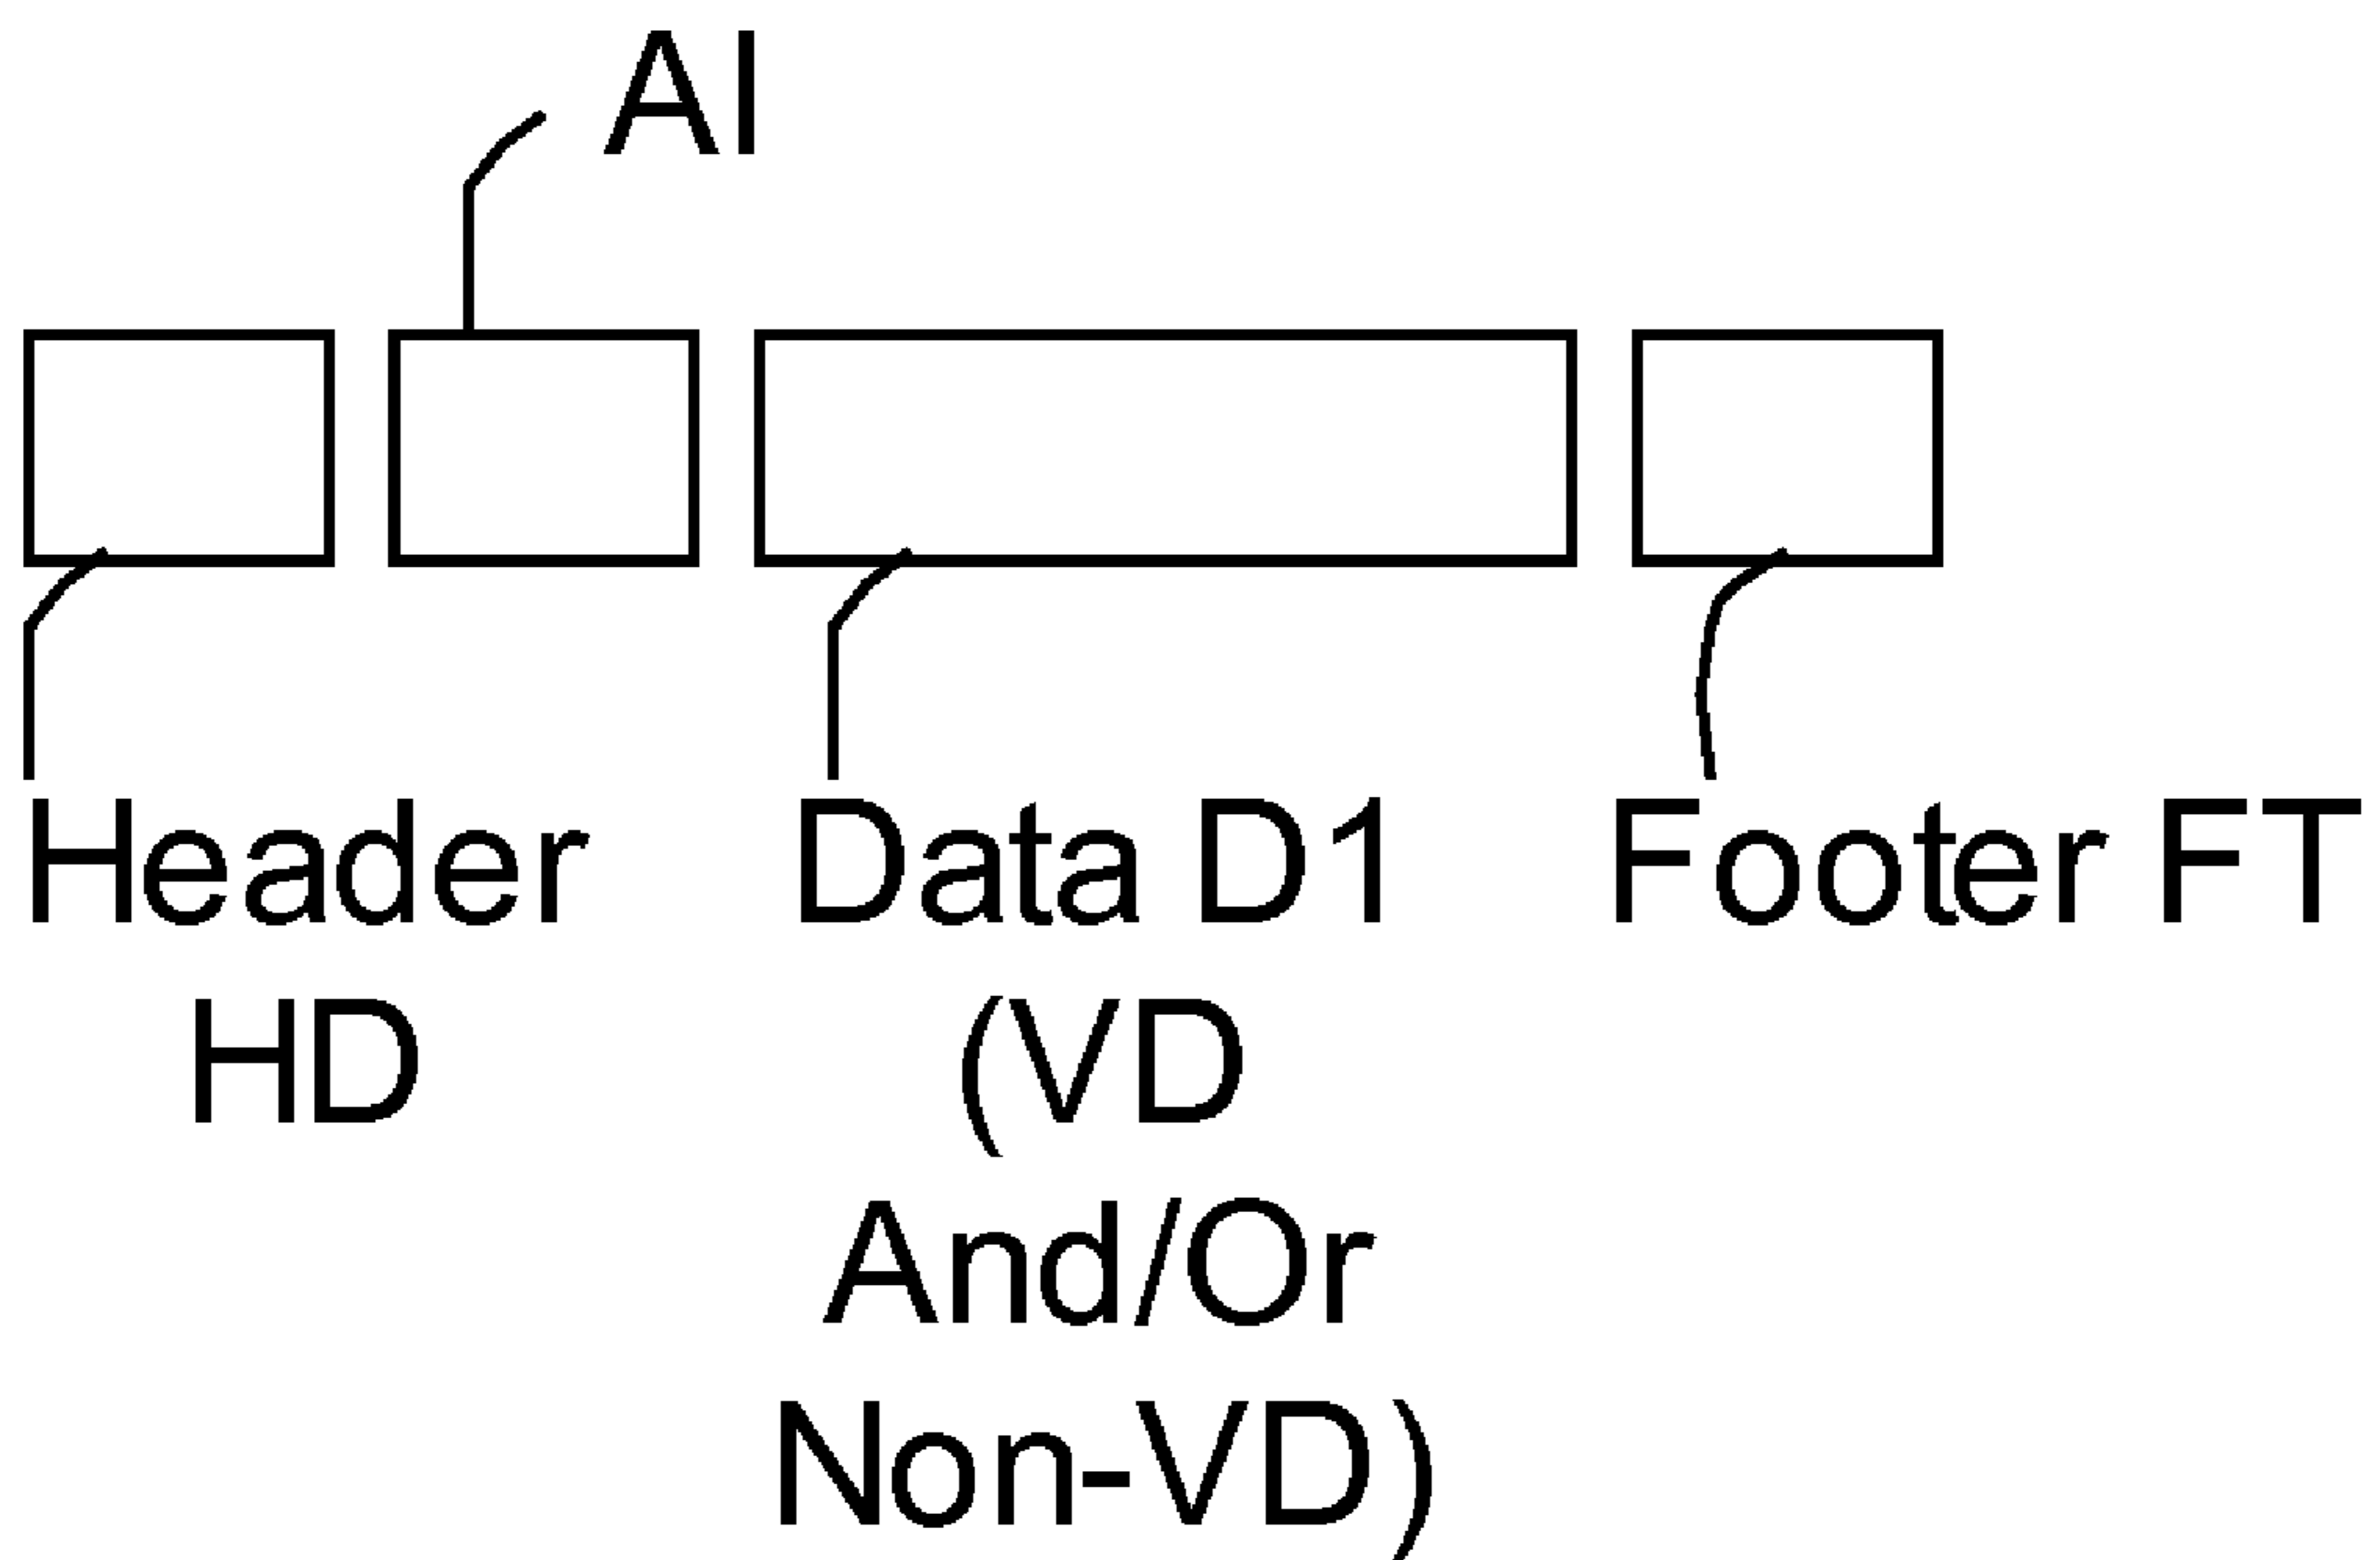 AI
Header
HD
Data D1
(VD
And/Or
Non-VD)
Footer FT